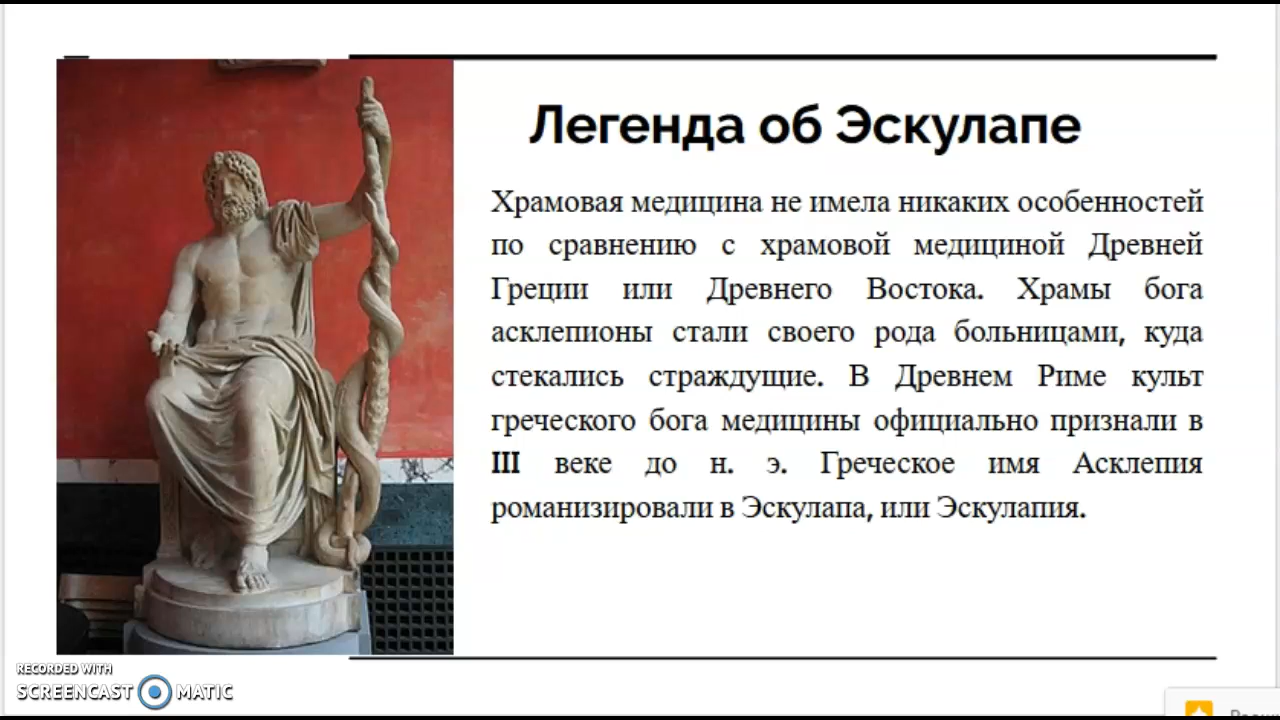 Легенда об Эскулапе
Храмовая медицина не имела никаких особенностей
по сравнению с храмовой медициной Древней
Греции или Древнего Востока. Храмы бога
асклепионы стали своего рода больницами, куда
стекались страждущие. В Древнем Риме культ
греческого бога медицины официально признали в
III веке до н. э. Греческое имя Асклепия
романизировали в Эскулапа, или Эскулапия.
RECORDED WITH
SCREENCAST MATIC